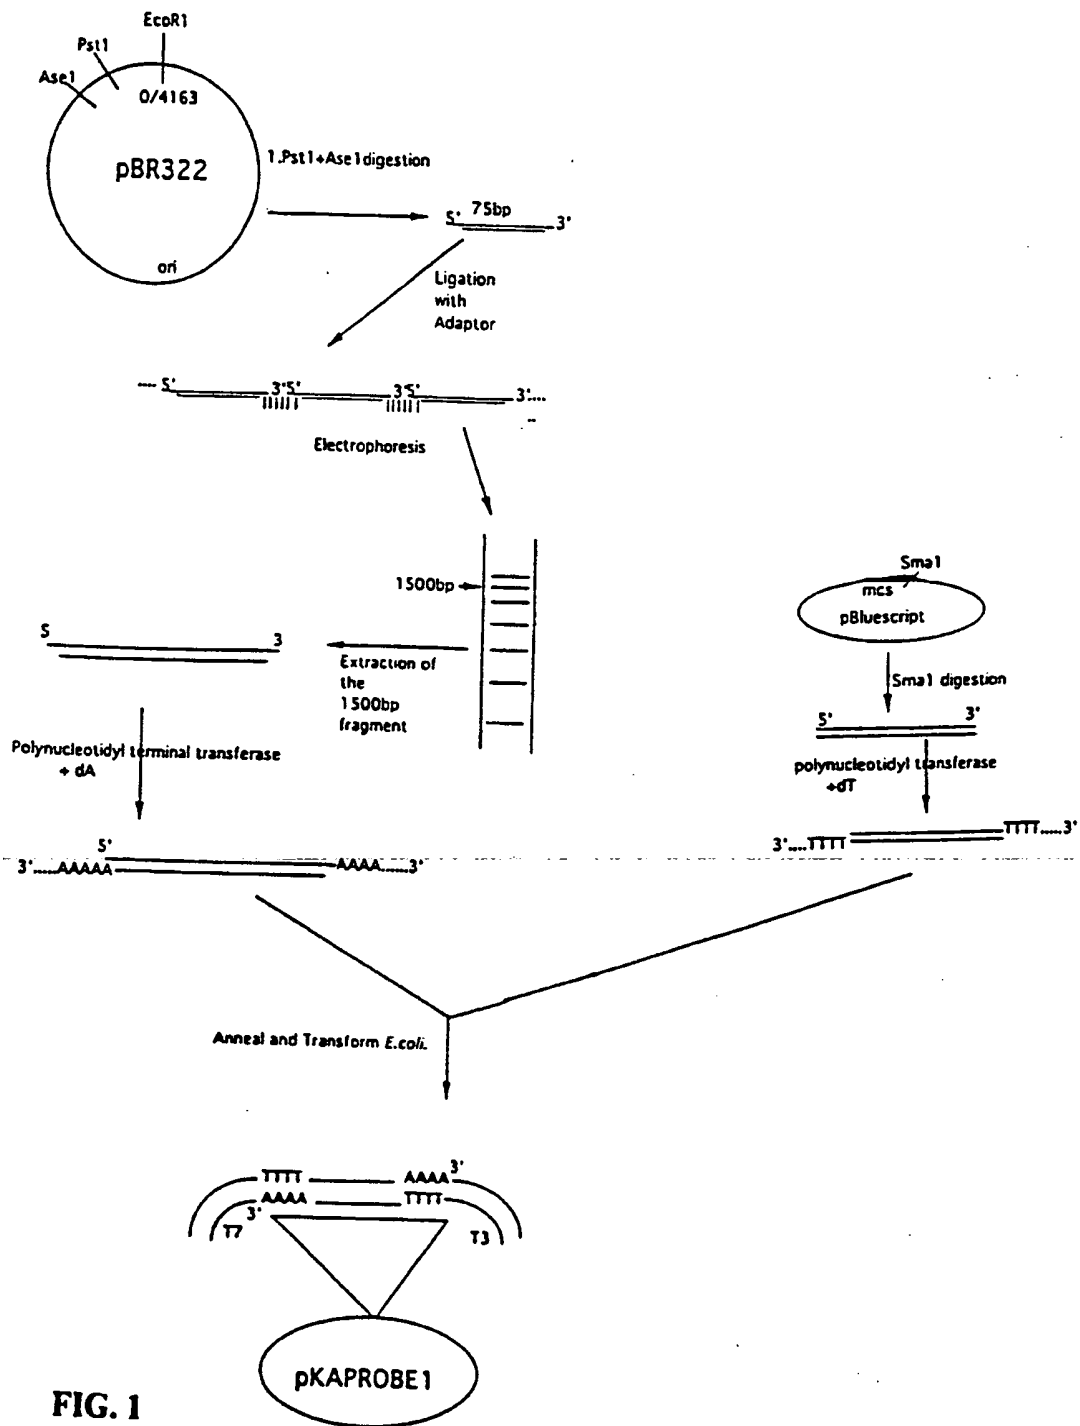 EcoR1
Pst1
Ase1
0/4163
pBR322
ori
1.Pst1+Ase1digestion
5' 75bp 3'
Ligation
with
Adaptor
---- 5' 3'5' 3'5' 3'....
--
Electrophoresis
1500bp
Sma1
mcs
pBluescript
Sma1 digestion
5 3
Extraction of
the
1500bp
fragment
5' 3'
Polynucleotidyl terminal transferase
+ dA
polynucleotidyl transferase
+dT
5'
3'.....AAAAA AAAA......3'
3'....TTTT TTTT.....3'
Anneal and Transform E.coli.
TTTT AAAA 3'
AAAA TTTT
3'
T7 T3
pKAPROBE1
FIG. 1